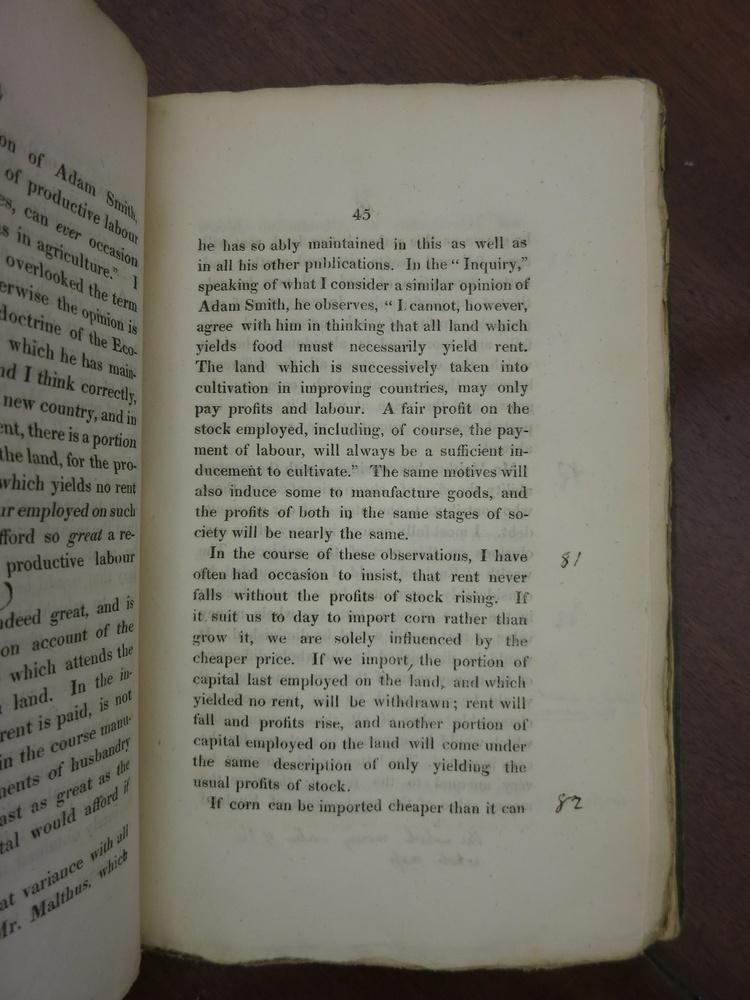 on of Adam Smith,
of productive labour
es, can ever occasion
s in agriculture." I
overlooked the term
erwise the opinion is
doctrine of the Eco-
which he has main-
nd I think correctly,
new country, and in
ent, there is a portion
the land, for the pro-
which yields no rent
ur employed on such
fford so great a re-
productive labour
ndeed great, and is
on account of the
which attends the
land. In the in-
rent is paid, is not
in the course manu-
ments of husbandry
ast as great as the
tal would afford if
at variance with all
Mr. Malthus, which
45
he has so ably maintained in this as well as
in all his other publications. In the " Inquiry,"
speaking of what I consider a similar opinion of
Adam Smith, he observes, " I cannot, however,
agree with him in thinking that all land which
yields food must necessarily yield rent.
The land which is successively taken into
cultivation in improving countries, may only
pay profits and labour. A fair profit on the
stock employed, including, of course, the pay-
ment of labour, will always be a sufficient in-
ducement to cultivate." The same motives will
also induce some to manufacture goods, and
the profits of both in the same stages of so-
ciety will be nearly the same.
In the course of these observations, I have
81
often had occasion to insist, that rent never
falls without the profits of stock rising. If
it suit us to day to import corn rather than
grow it, we are solely influenced by the
cheaper price. If we import, the portion of
capital last employed on the land, and which
yielded no rent, will be withdrawn; rent will
fall and profits rise, and another portion of
capital employed on the land will come under
the same description of only yielding the
usual profits of stock.
If corn can be imported cheaper than it can
82